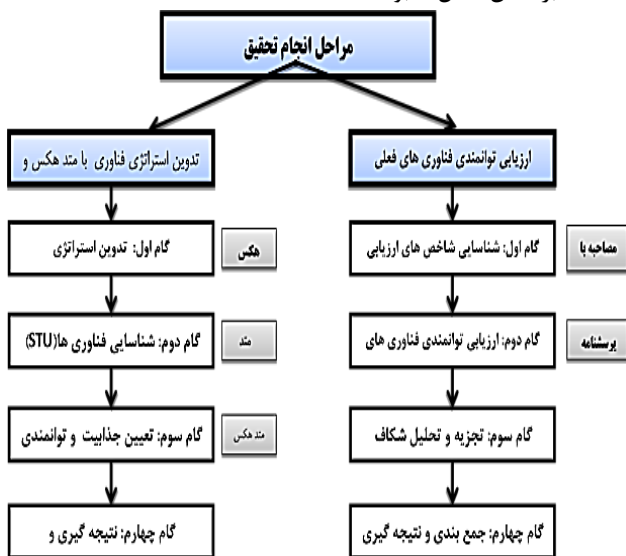 مراحل انجام تحقیق
ارزیابی توانمندی فناوری های فعلی
تدوین استراتژی فناوری با متد هکس و
مصاحبه با
گام اول: شناسایی شاخص های ارزیابی
هکس
گام اول: تدوین استراتژی
پرسشنامه
گام دوم: ارزیابی توانمندی فناوری های
متد
گام دوم: شناسایی فناوری ها(STU)
گام سوم: تجزیه و تحلیل شکاف
متد هکس
گام سوم: تعیین جذابیت و توانمندی
گام چهارم: جمع بندی و نتیجه گیری
گام چهارم: نتیجه گیری و